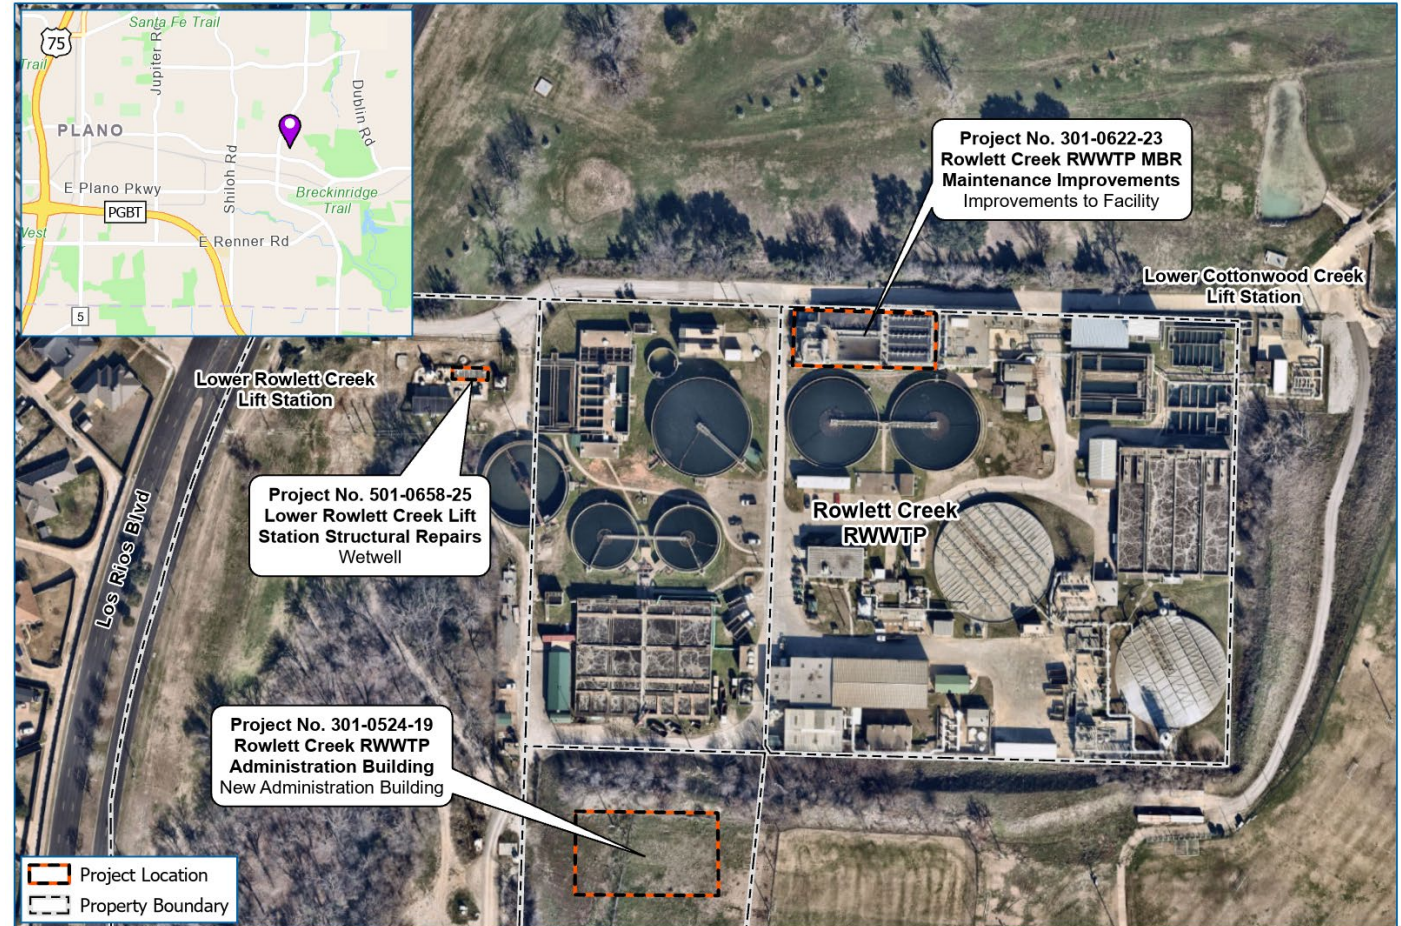 Santa Fe Trail
75
Trail
Jupiter Rd
Dublin Rd
PLANO
Shiloh Rd
E Plano Pkwy
Breckinridge
Trail
PGBT
West
E Renner Rd
5
Project No. 301-0622-23
Rowlett Creek RWWTP MBR
Maintenance Improvements
Improvements to Facility
Lower Cottonwood Creek
Lift Station
Lower Rowlett Creek
Lift Station
Project No. 501-0658-25
Lower Rowlett Creek Lift
Station Structural Repairs
Wetwell
Rowlett Creek
RWWTP
Los Rios Blvd
Project No. 301-0524-19
Rowlett Creek RWWTP
Administration Building
New Administration Building
Project Location
Property Boundary